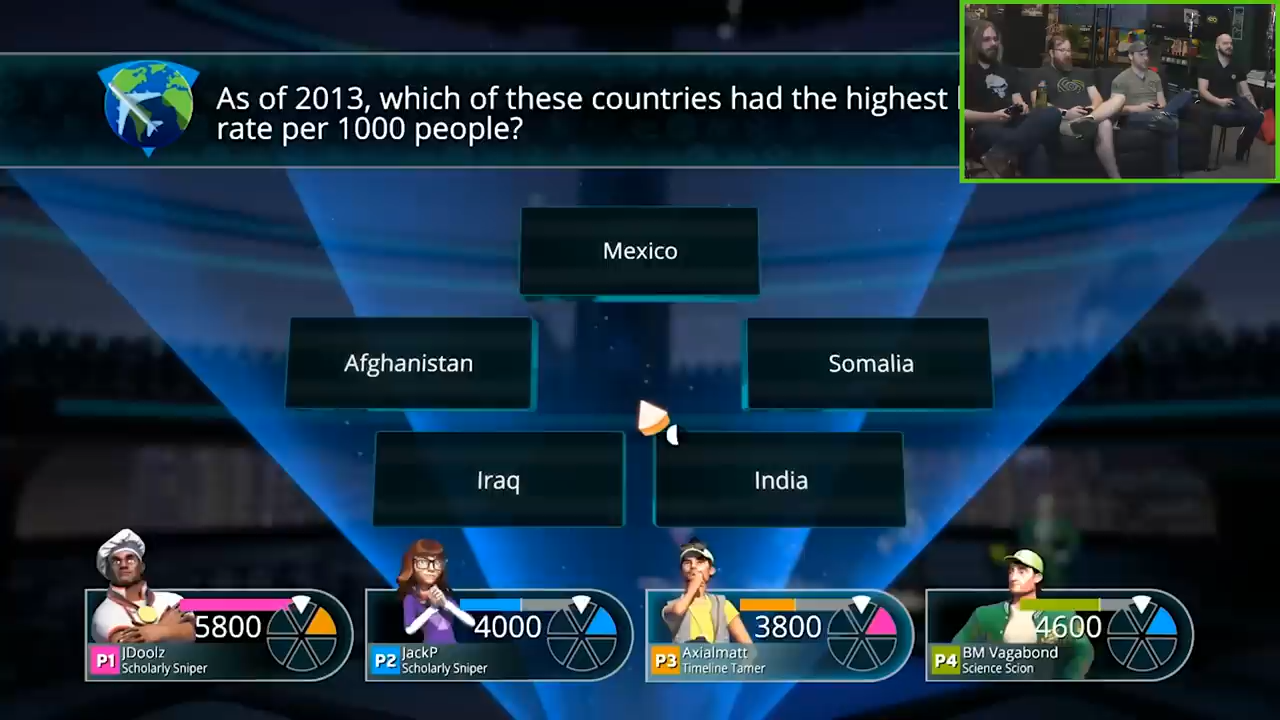 As of 2013, which of these countries had the highest
rate per 1000 people?
Mexico
Afghanistan
Somalia
Iraq
India
5800
P1 JDoolz
Scholarly Sniper
4000
P2 JackP
Scholarly Sniper
3800
P3 Axialmatt
Timeline Tamer
4600
P4 BM Vagabond
Science Scion